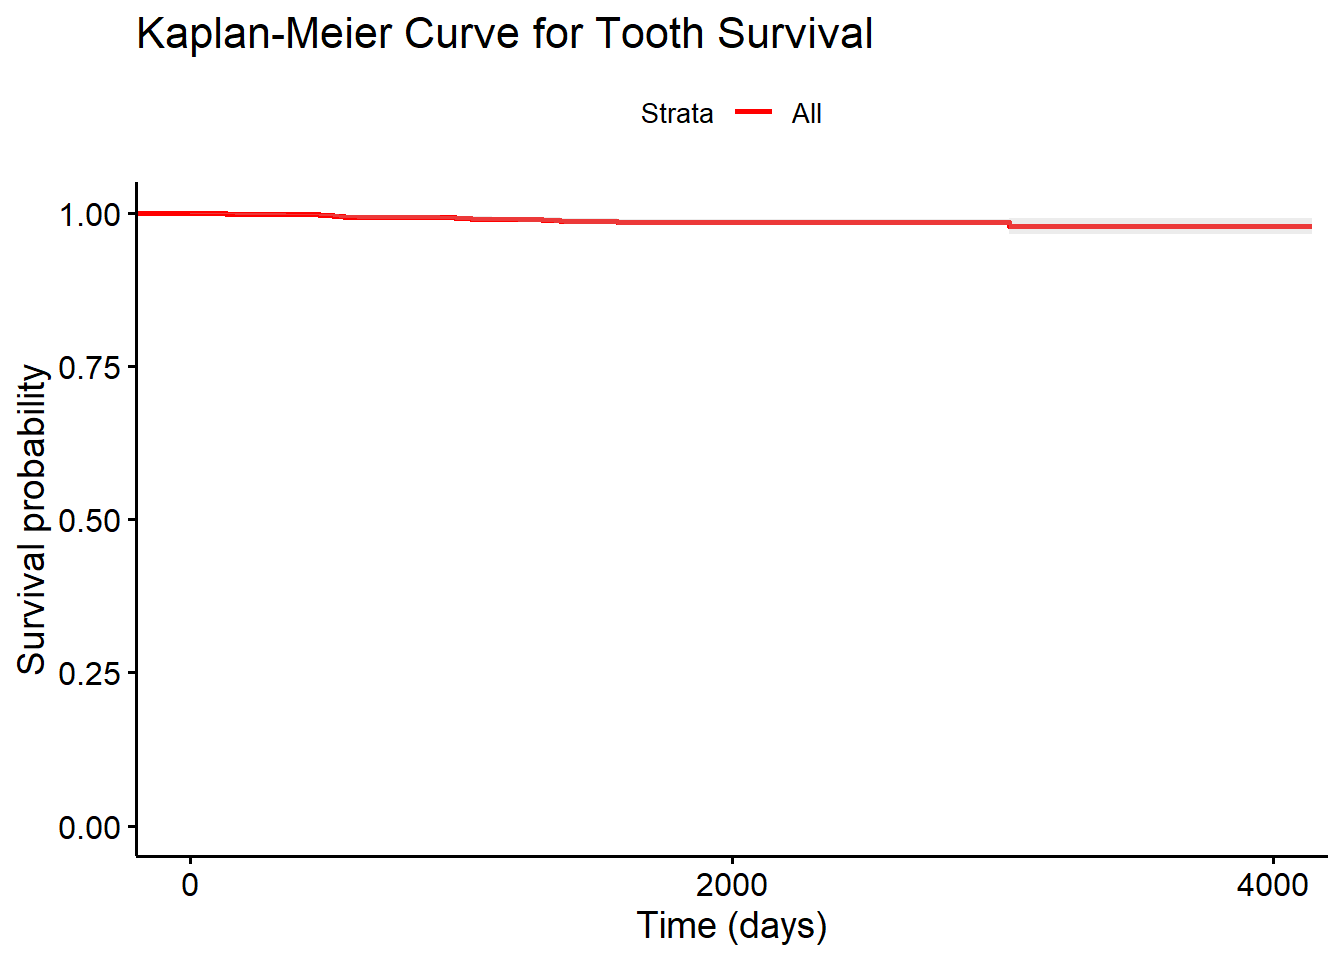 Kaplan-Meier Curve for Tooth Survival
Strata All
Survival probability
1.00
0.75
0.50
0.25
0.00
0 2000 4000
Time (days)